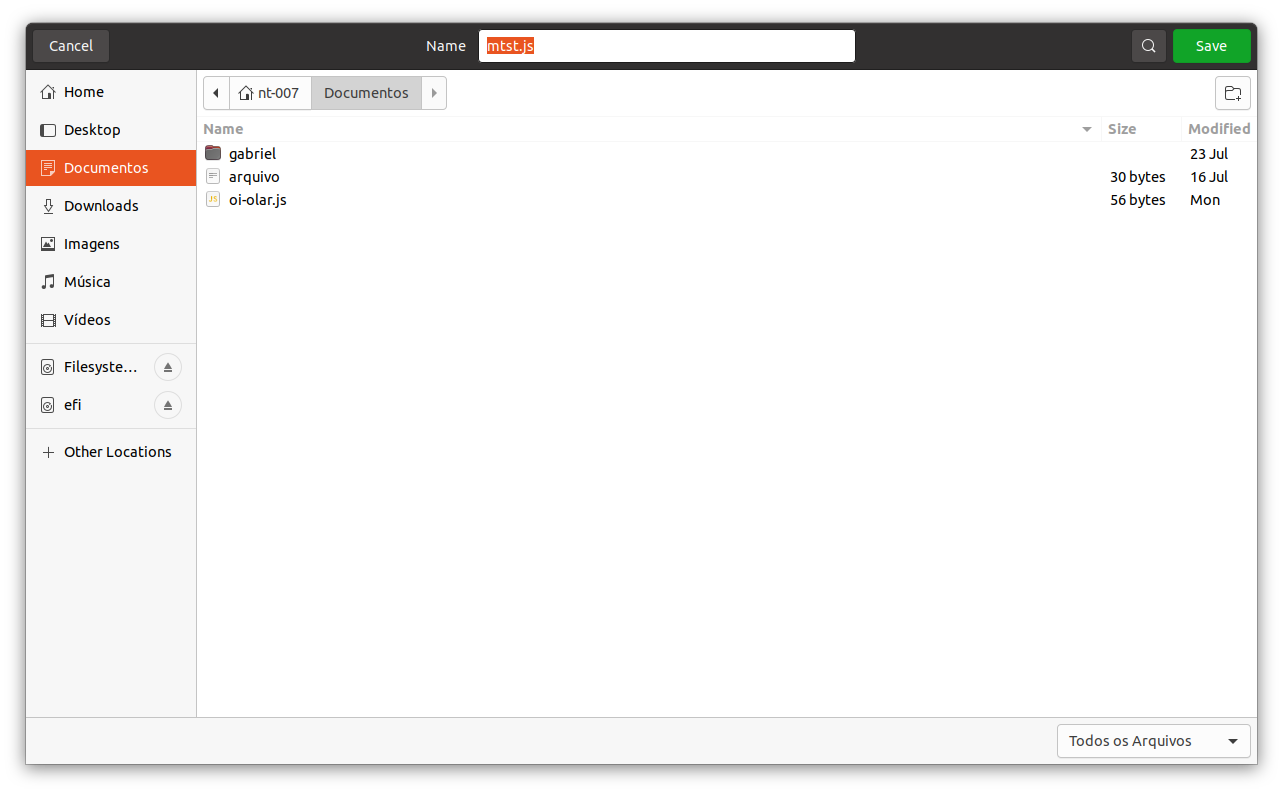 Cancel Name mtst.js Save
Home
Desktop
Documentos
Downloads
Imagens
Música
Vídeos
Filesyste...
efi
Other Locations
nt-007 Documentos
Name Size Modified
gabriel 23 Jul
arquivo 30 bytes 16 Jul
JS oi-olar.js 56 bytes Mon
Todos os Arquivos